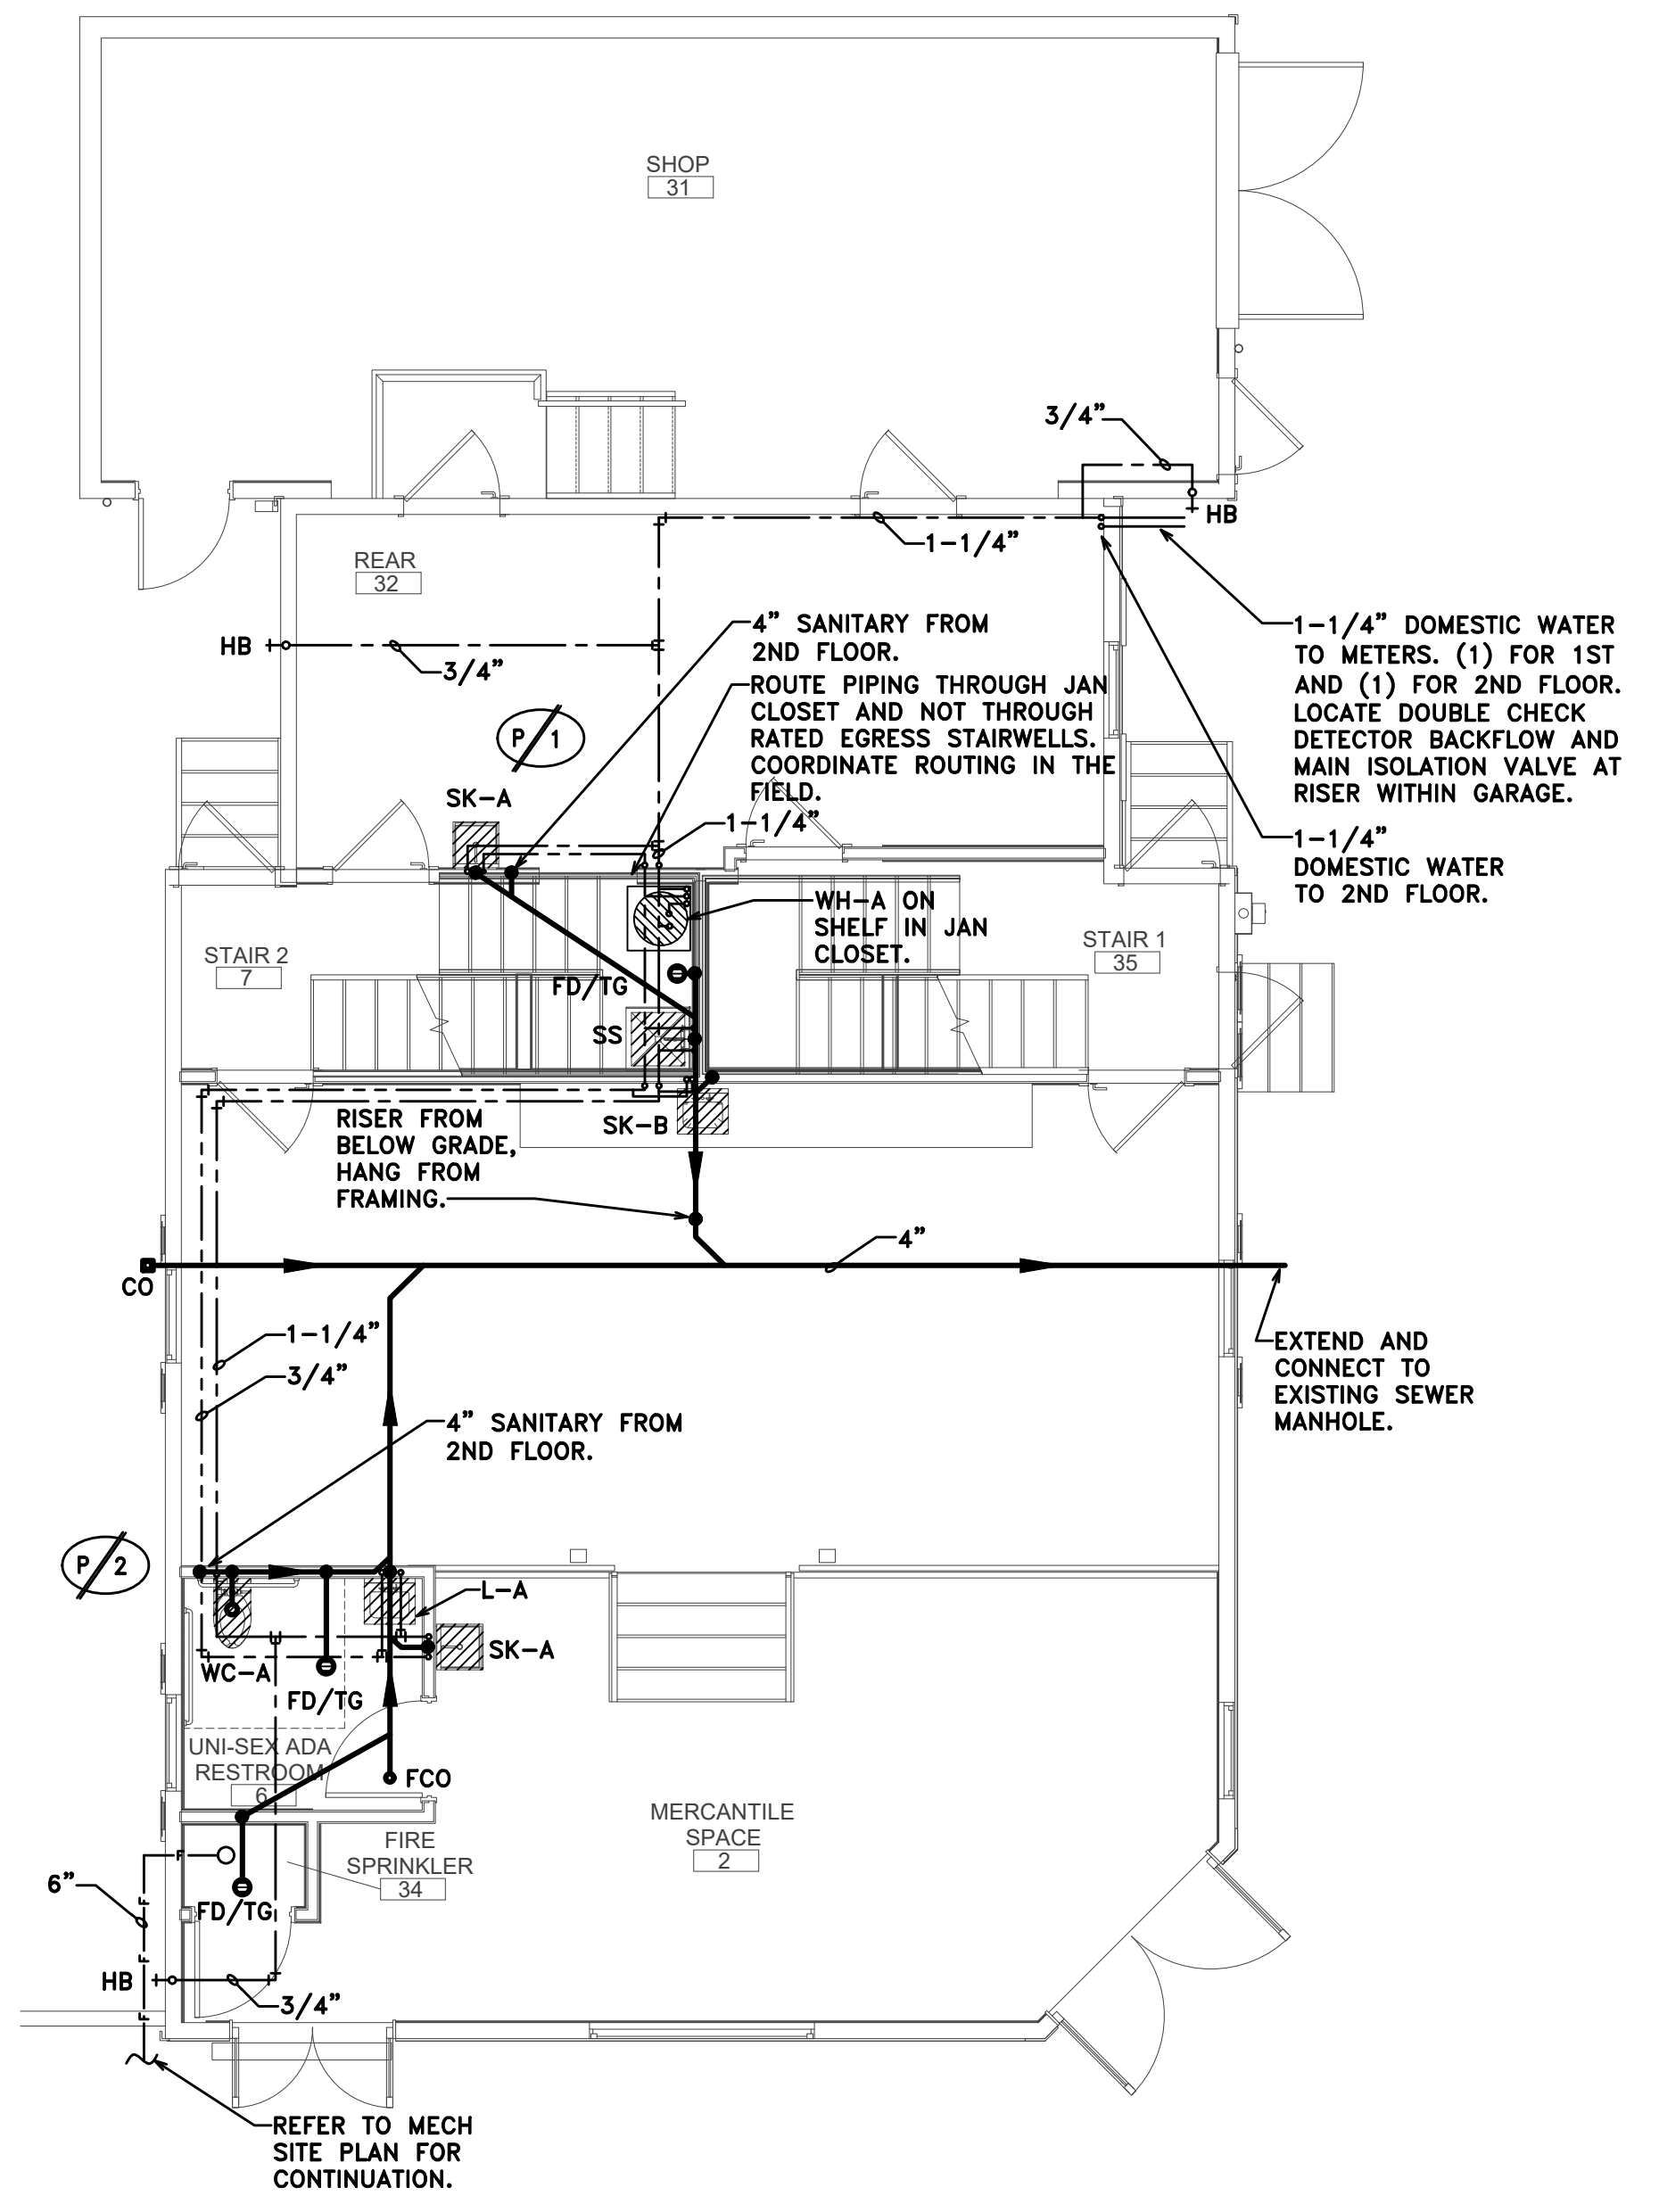 SHOP
31
3/4”
HB
1-1/4”
REAR
32
HB
3/4”
4” SANITARY FROM
2ND FLOOR.
ROUTE PIPING THROUGH JAN
CLOSET AND NOT THROUGH
RATED EGRESS STAIRWELLS.
COORDINATE ROUTING IN THE
FIELD.
1-1/4” DOMESTIC WATER
TO METERS. (1) FOR 1ST
AND (1) FOR 2ND FLOOR.
LOCATE DOUBLE CHECK
DETECTOR BACKFLOW AND
MAIN ISOLATION VALVE AT
RISER WITHIN GARAGE.
P/1
SK-A
1-1/4”
1-1/4”
DOMESTIC WATER
TO 2ND FLOOR.
WH-A ON
SHELF IN JAN
CLOSET.
STAIR 2
7
STAIR 1
35
FD/TG
SS
SK-B
RISER FROM
BELOW GRADE,
HANG FROM
FRAMING.
4”
CO
1-1/4”
3/4”
EXTEND AND
CONNECT TO
EXISTING SEWER
MANHOLE.
4” SANITARY FROM
2ND FLOOR.
P/2
L-A
SK-A
WC-A
FD/TG
UNI-SEX ADA
RESTROOM
6
FCO
MERCANTILE
SPACE
2
FIRE
SPRINKLER
34
F
6”
F
FD/TG
F
HB
3/4”
F
REFER TO MECH
SITE PLAN FOR
CONTINUATION.